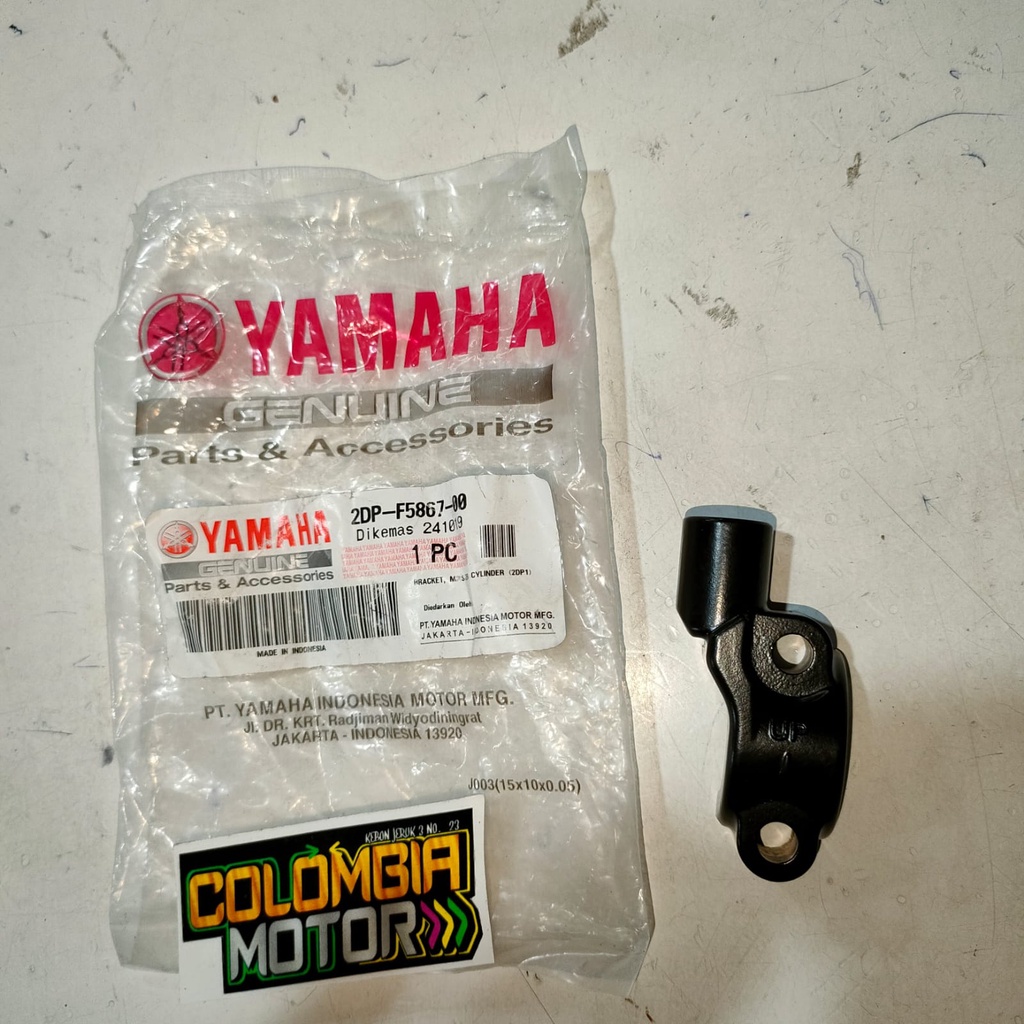 YAMAHA
GENUINE
Parts & Accessories
YAMAHA
GENUINE
Parts & Accessories
2DP-F5867-00
Dikemas 241019
1 PC
BRACKET, CYLINDER (2DP1)
Diedarkan Oleh
PT.YAMAHA INDONESIA MOTOR MFG.
JAKARTA-INDONESIA 13920
MADE IN INDONESIA
PT. YAMAHA INDONESIA MOTOR MFG.
Jl. DR. KRT. Radjiman Widyodiningrat
JAKARTA - INDONESIA 13920
J003(15x10x0.05)
KEBON JERUK 3 NO. 23
COLOMBIA
MOTOR
UP